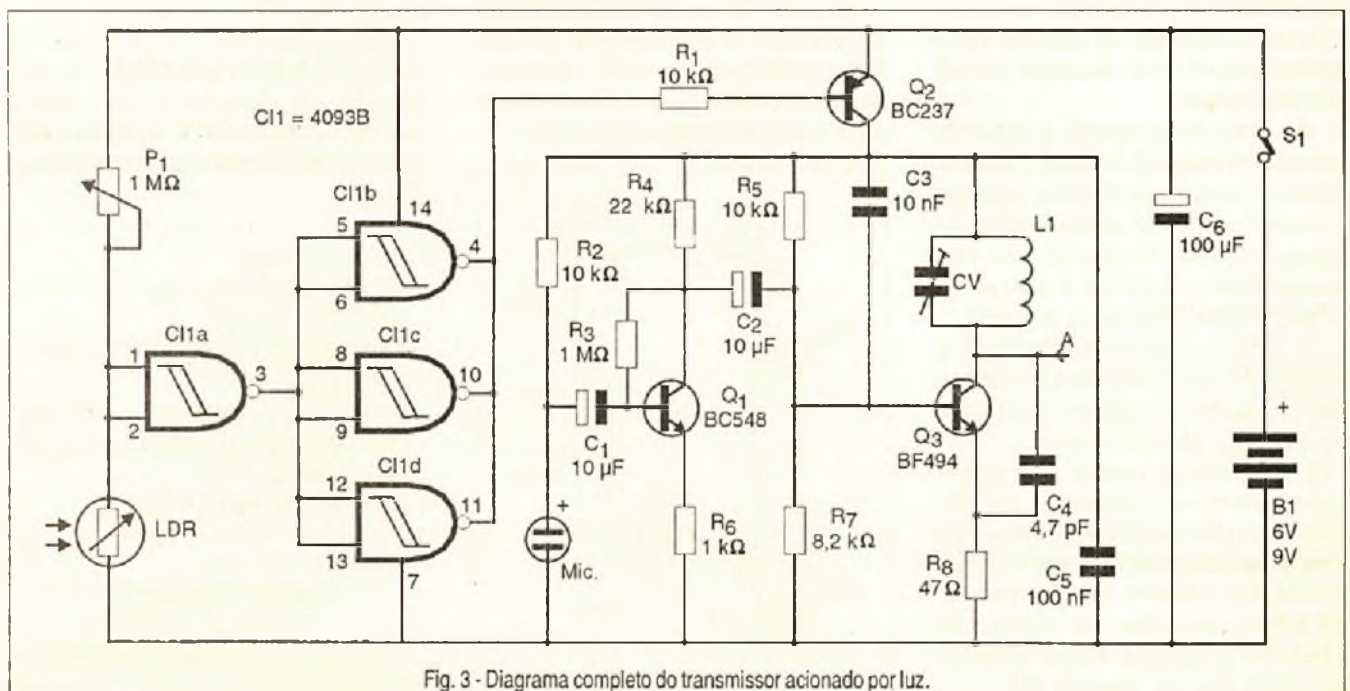 CI1 = 4093B
P1
1 MΩ
CI1a
1
2
3
LDR
CI1b
5
6
14
4
CI1c
8
9
10
CI1d
12
13
11
7
R1
10 kΩ
Q2
BC237
R2
10 kΩ
R3
1 MΩ
R4
22 kΩ
R5
10 kΩ
C1
10 µF
C2
10 µF
C3
10 nF
Q1
BC548
R6
1 kΩ
R7
8,2 kΩ
+
Mic.
CV
L1
A
Q3
BF494
C4
4,7 pF
R8
47 Ω
C5
100 nF
C6
100 µF
S1
+
B1
6V
9V
Fig. 3 - Diagrama completo do transmissor acionado por luz.